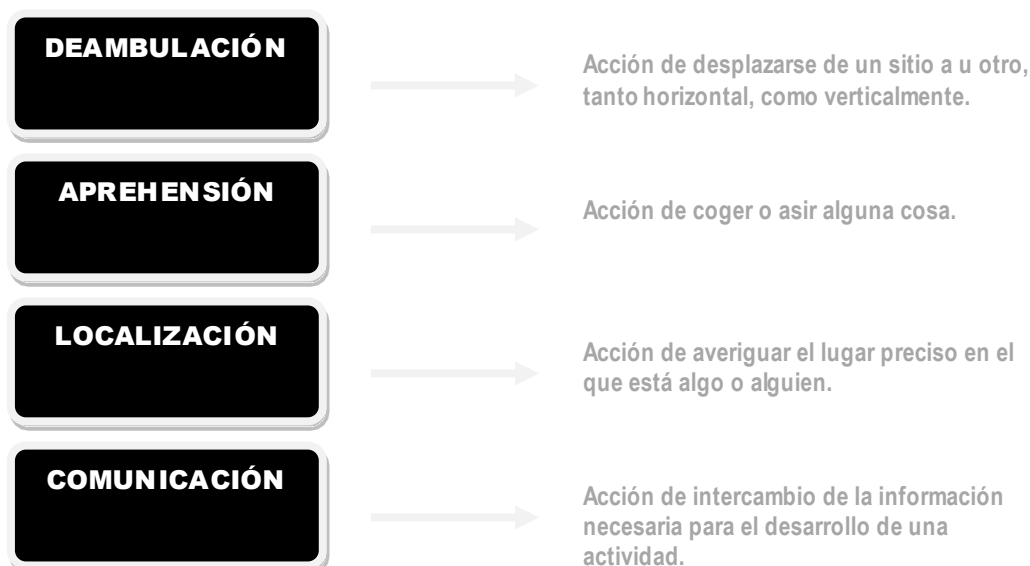 DEAMBULACIÓN
Acción de desplazarse de un sitio a u otro,
tanto horizontal, como verticalmente.
APREHENSIÓN
Acción de coger o asir alguna cosa.
LOCALIZACIÓN
Acción de averiguar el lugar preciso en el
que está algo o alguien.
COMUNICACIÓN
Acción de intercambio de la información
necesaria para el desarrollo de una
actividad.